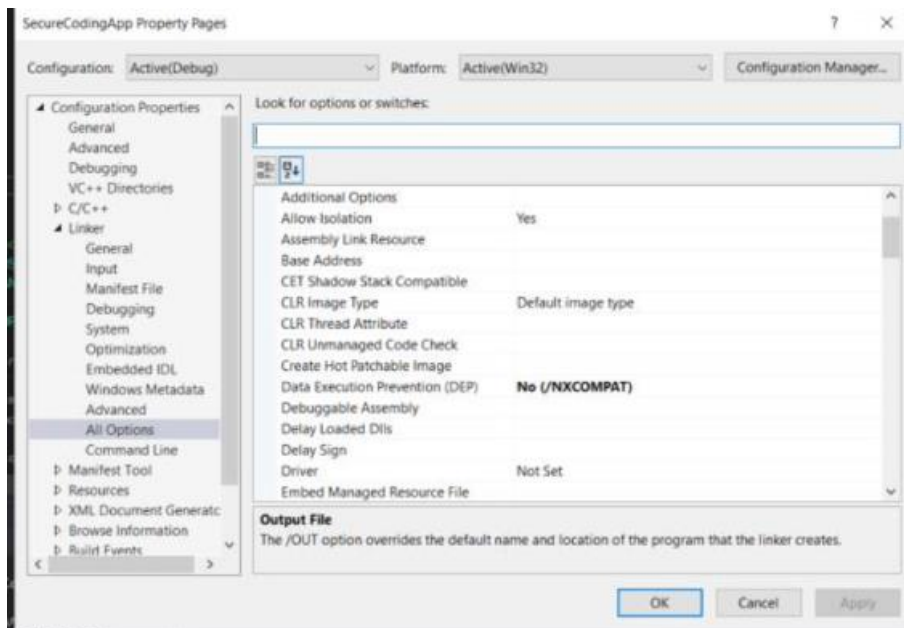 SecureCodingApp Property Pages ? ×
Configuration: Active(Debug) Platform: Active(Win32) Configuration Manager...
Configuration Properties
General
Advanced
Debugging
VC++ Directories
C/C++
Linker
General
Input
Manifest File
Debugging
System
Optimization
Embedded IDL
Windows Metadata
Advanced
All Options
Command Line
Manifest Tool
Resources
XML Document Generatc
Browse Information
Build Events
Look for options or switches:
Additional Options
Allow Isolation Yes
Assembly Link Resource
Base Address
CET Shadow Stack Compatible
CLR Image Type Default image type
CLR Thread Attribute
CLR Unmanaged Code Check
Create Hot Patchable Image
Data Execution Prevention (DEP) No (/NXCOMPAT)
Debuggable Assembly
Delay Loaded Dlls
Delay Sign
Driver Not Set
Embed Managed Resource File
Output File
The /OUT option overrides the default name and location of the program that the linker creates.
OK Cancel Apply